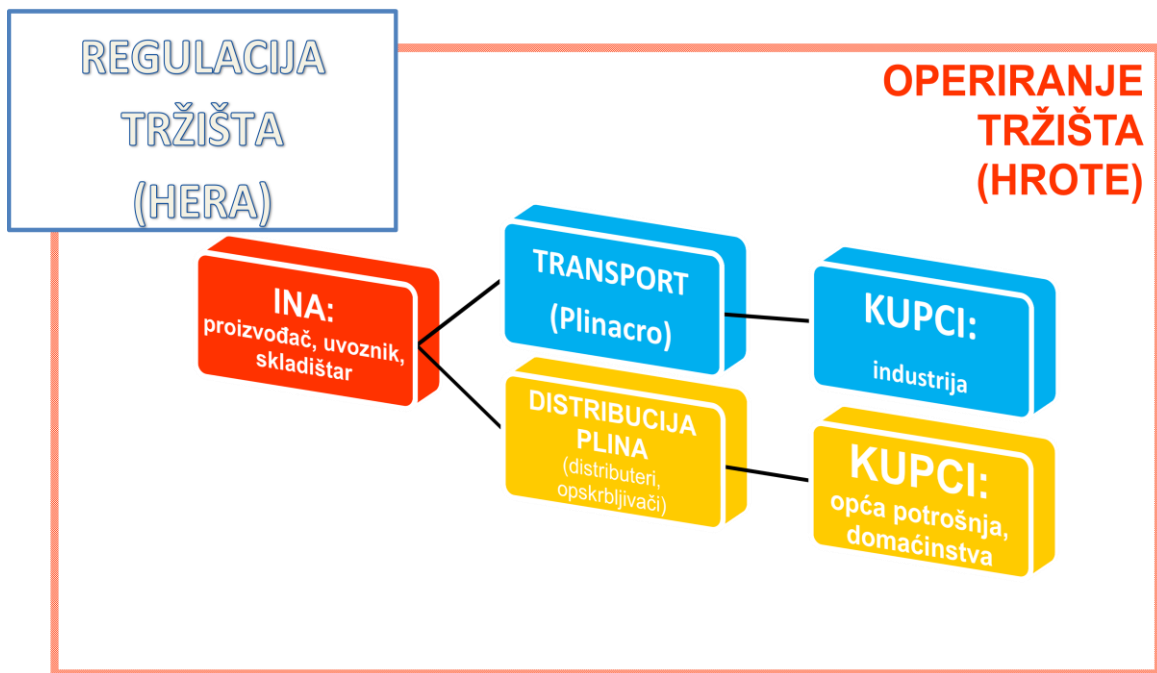 REGULACIJA
TRŽIŠTA
(HERA)
OPERIRANJE
TRŽIŠTA
(HROTE)
INA:
proizvođač, uvoznik,
skladištar
TRANSPORT
(Plinacro)
KUPCI:
industrija
DISTRIBUCIJA
PLINA
(distributeri,
opskrbljivači)
KUPCI:
opća potrošnja,
domaćinstva